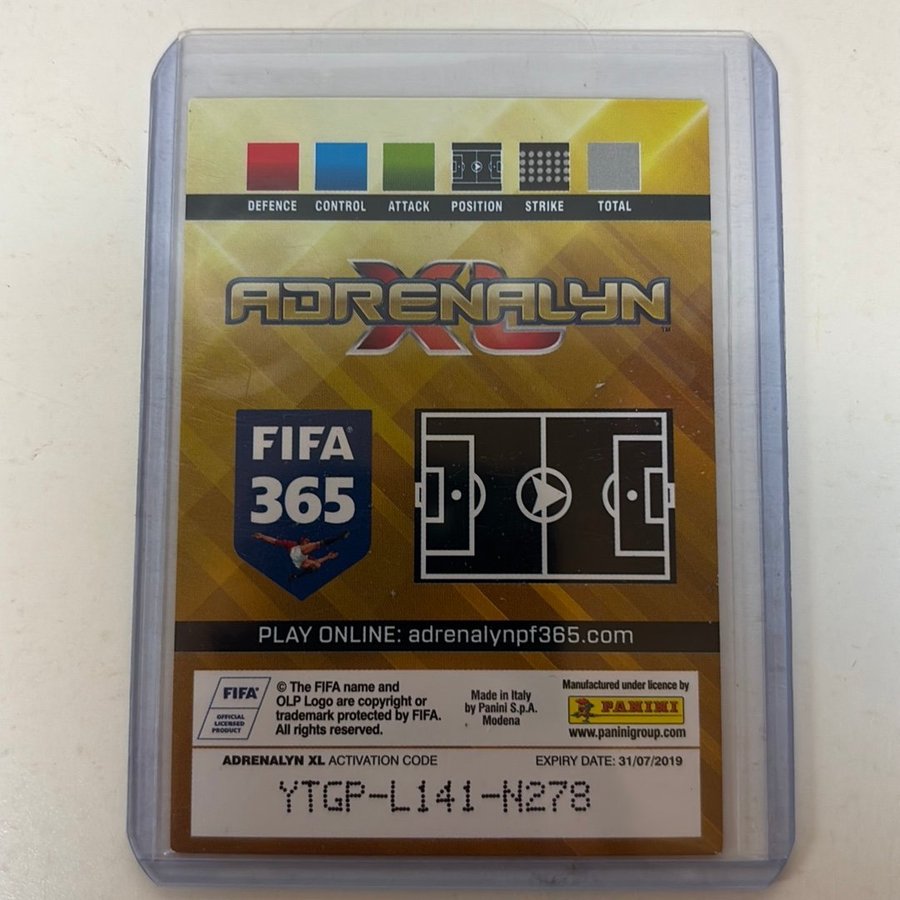 DEFENCE CONTROL ATTACK POSITION STRIKE TOTAL
ADRENALYN
XL
TM
FIFA®
365
PLAY ONLINE: adrenalynpf365.com
FIFA®
OFFICIAL
LICENSED
PRODUCT
© The FIFA name and
OLP Logo are copyright or
trademark protected by FIFA.
All rights reserved.
Made in Italy
by Panini S.p.A.
Modena
Manufactured under licence by
PANINI
www.paninigroup.com
ADRENALYN XL ACTIVATION CODE
EXPIRY DATE: 31/07/2019
YTGP-L141-N278